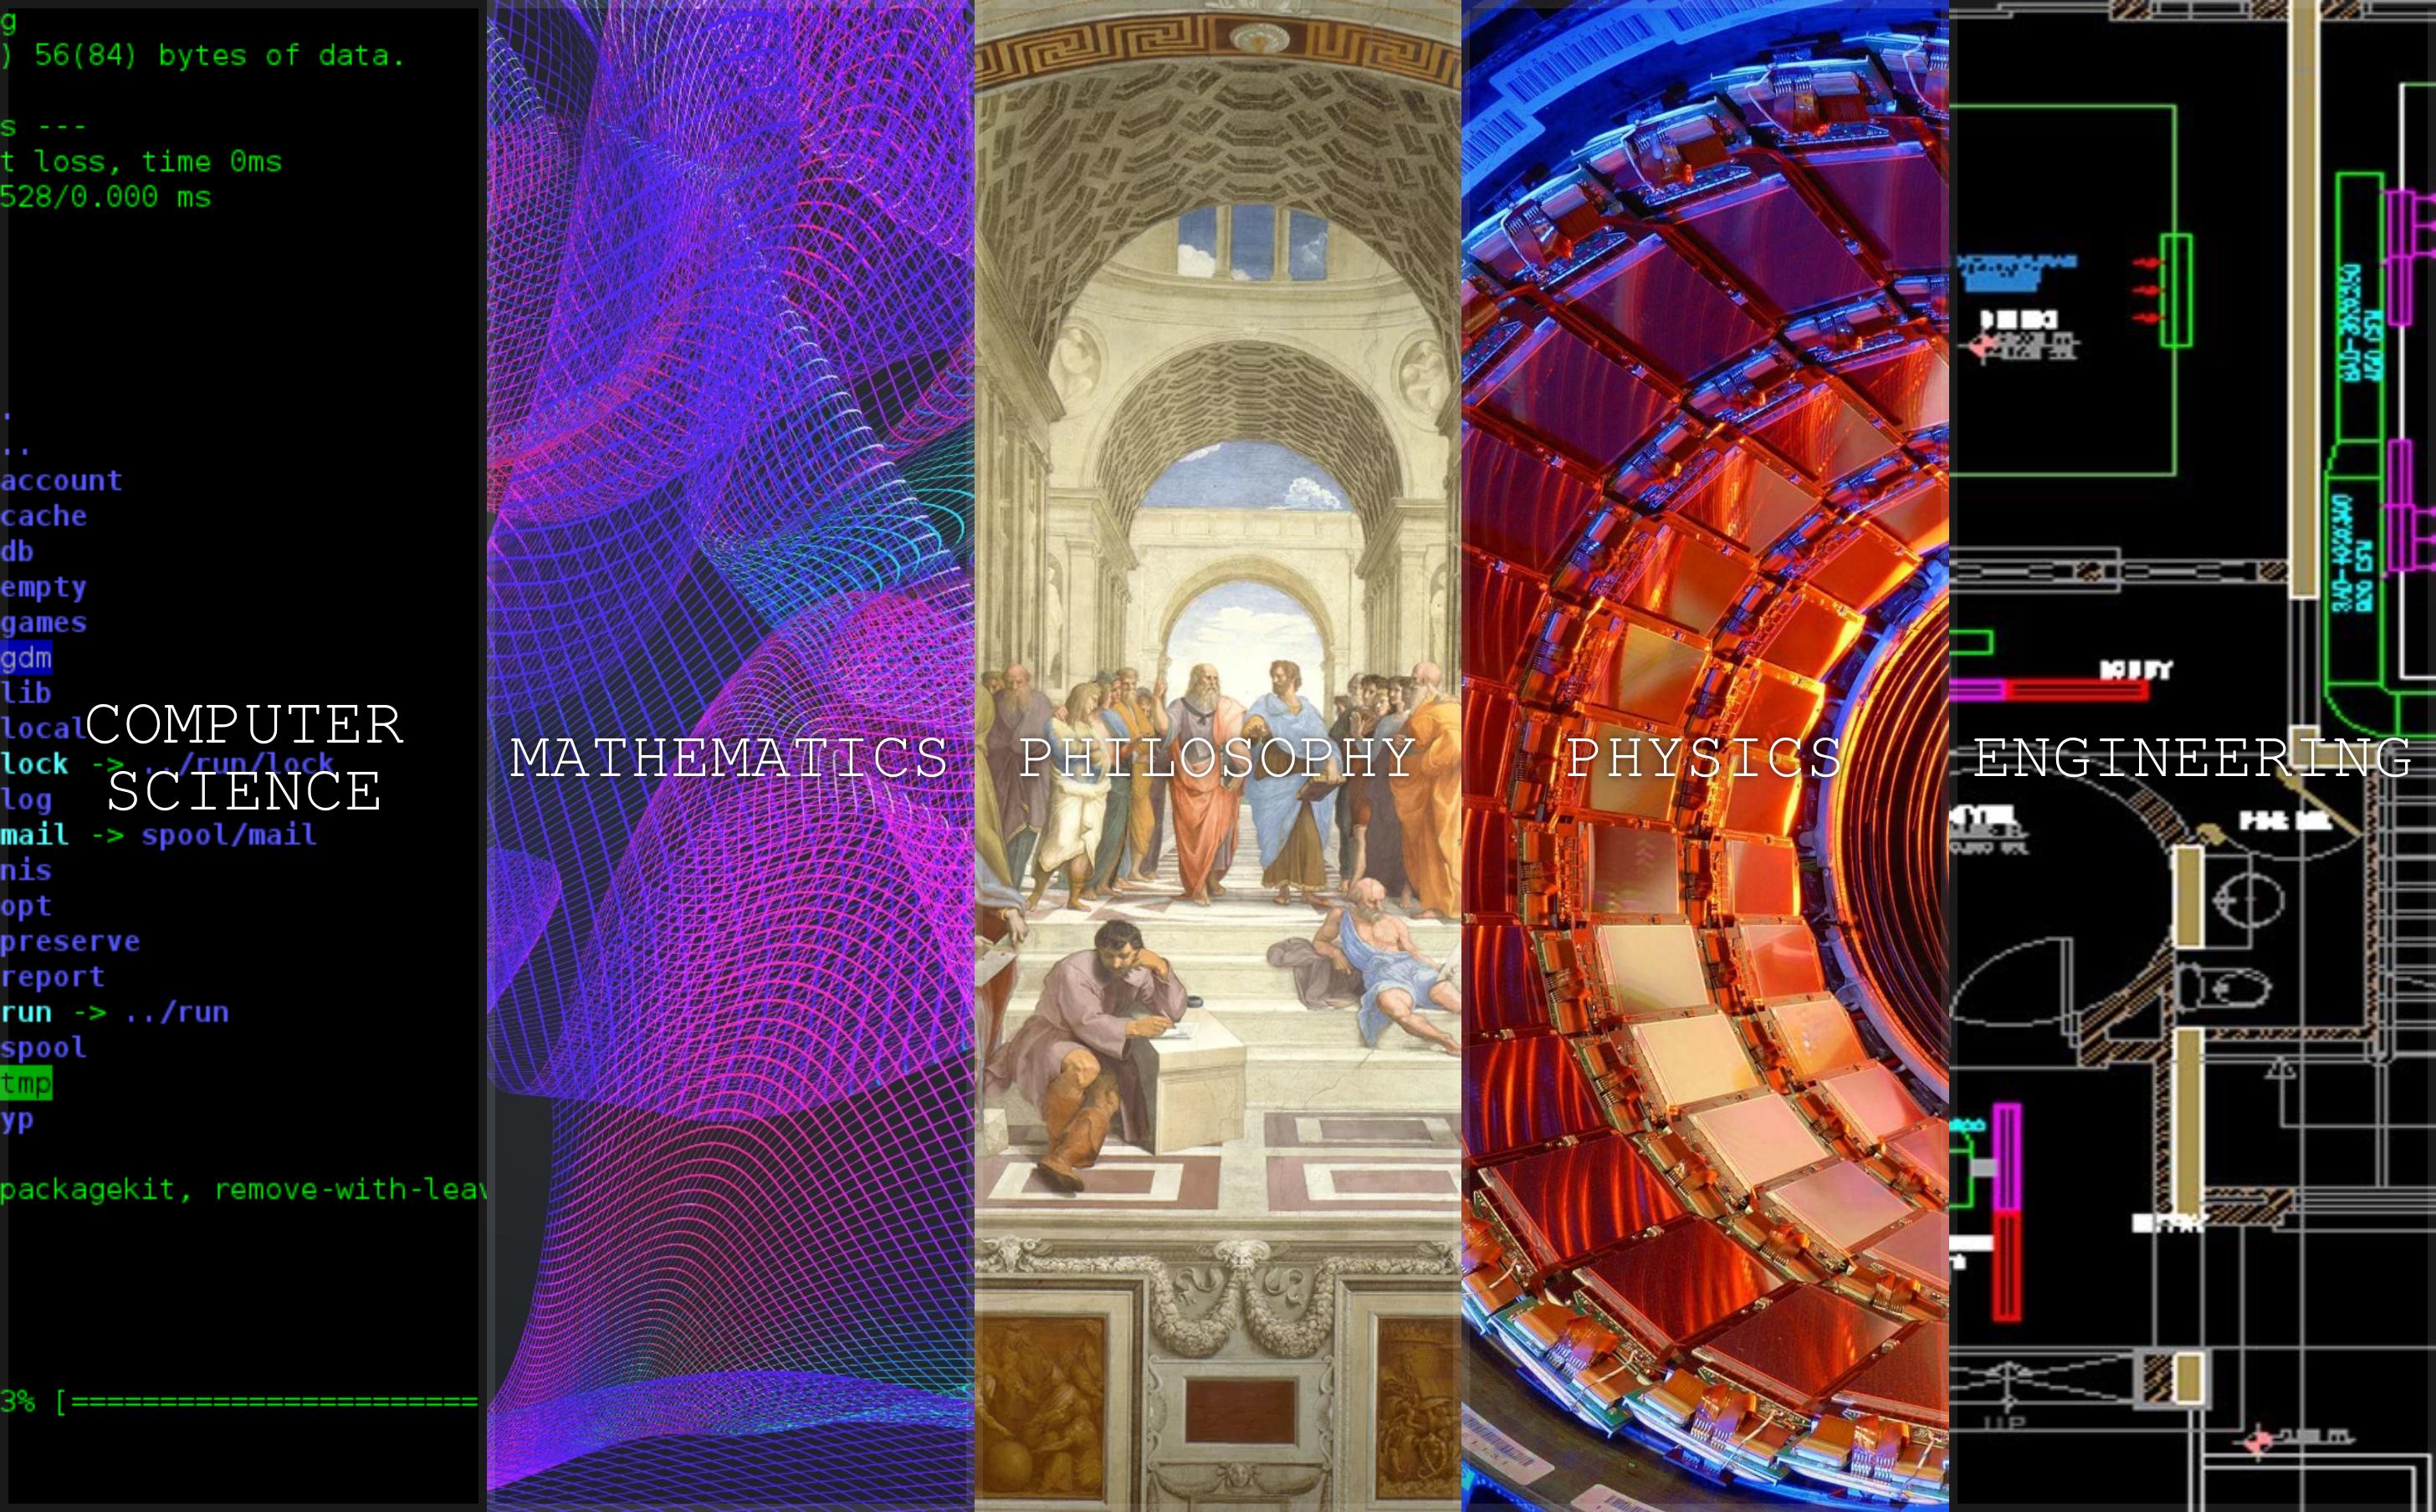 g
) 56(84) bytes of data.
s ---
t loss, time 0ms
528/0.000 ms
.
..
account
cache
db
empty
games
gdm
lib
local
lock -> ../run/lock
log
mail -> spool/mail
nis
opt
preserve
report
run -> ../run
spool
tmp
yp
packagekit, remove-with-leav
3% [=======================
COMPUTER
SCIENCE
MATHEMATICS
PHILOSOPHY
PHYSICS
ENGINEERING
UP